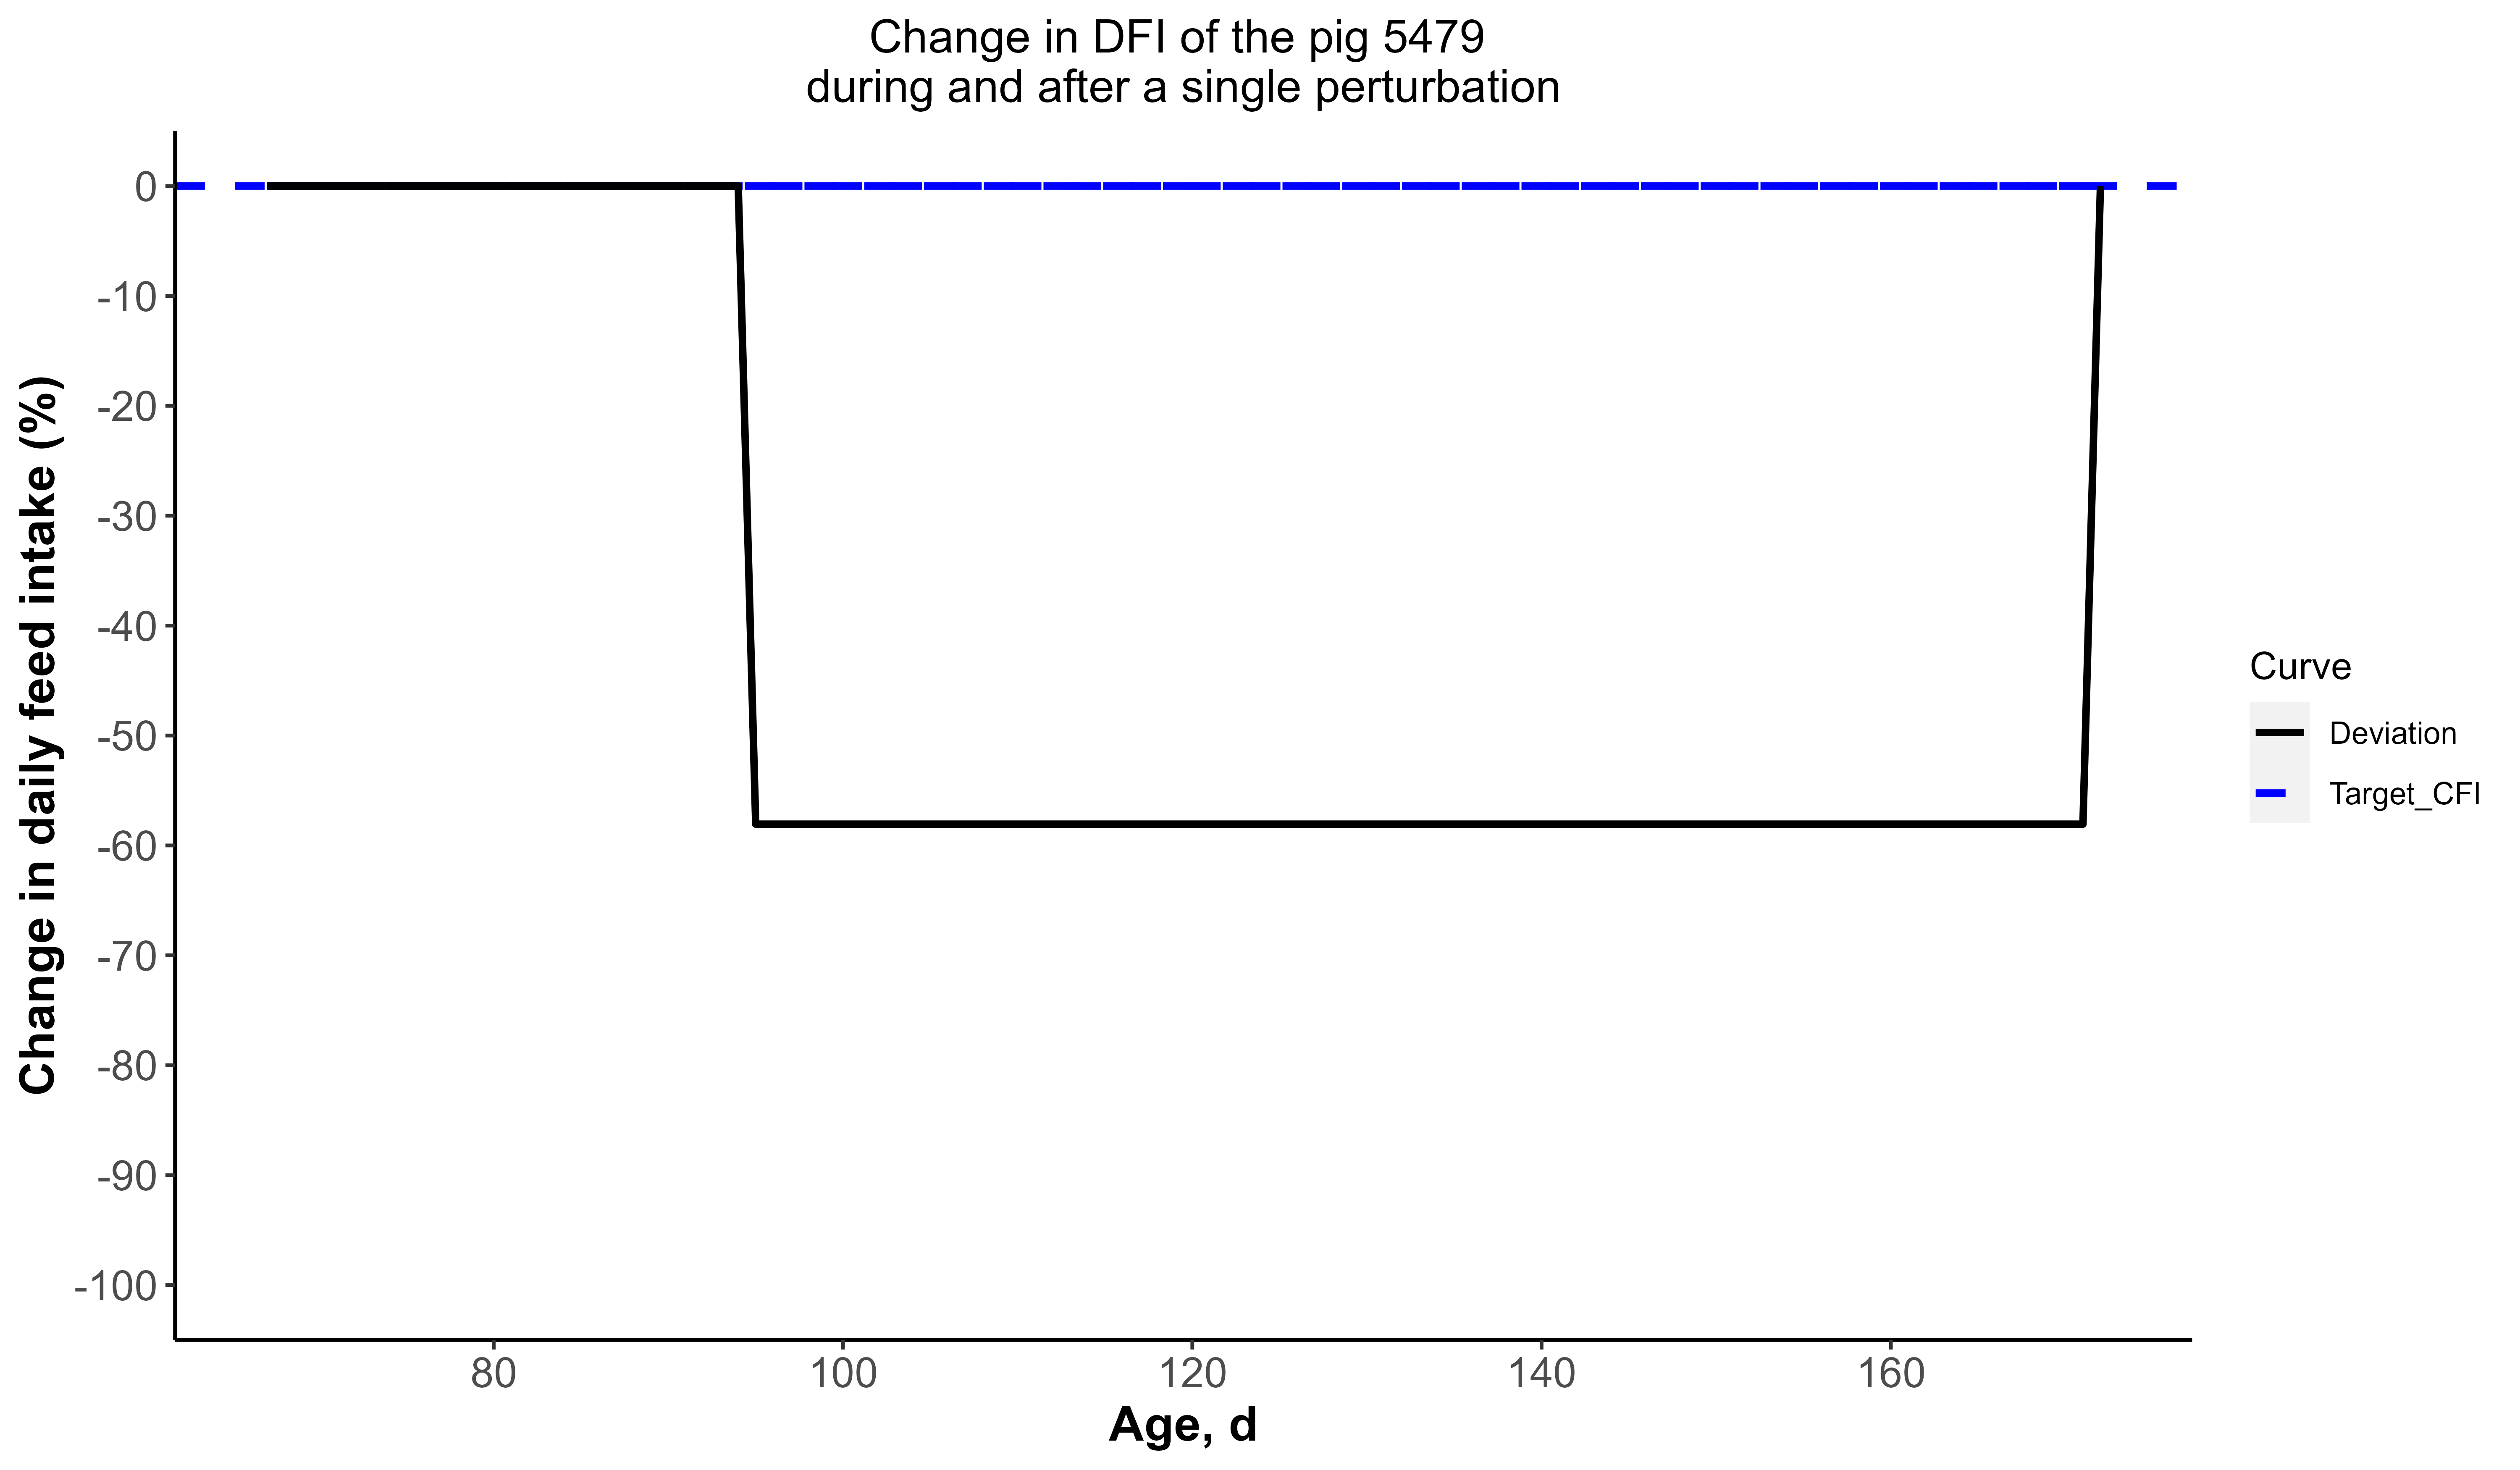 Change in DFI of the pig 5479
during and after a single perturbation
Change in daily feed intake (%)
0
-10
-20
-30
-40
-50
-60
-70
-80
-90
-100
80
100
120
140
160
Age, d
Curve
Deviation
Target_CFI